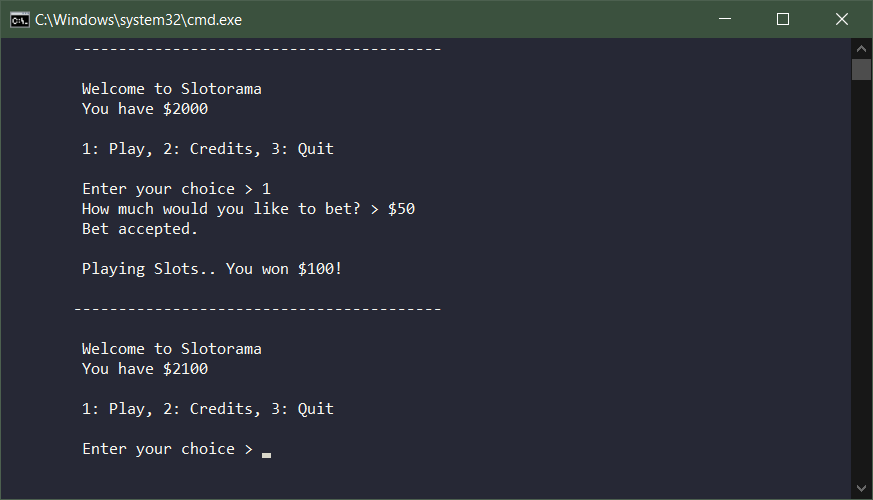 C:\Windows\system32\cmd.exe
-----------------------------------------
Welcome to Slotorama
You have $2000
1: Play, 2: Credits, 3: Quit
Enter your choice > 1
How much would you like to bet? > $50
Bet accepted.
Playing Slots.. You won $100!
-----------------------------------------
Welcome to Slotorama
You have $2100
1: Play, 2: Credits, 3: Quit
Enter your choice >